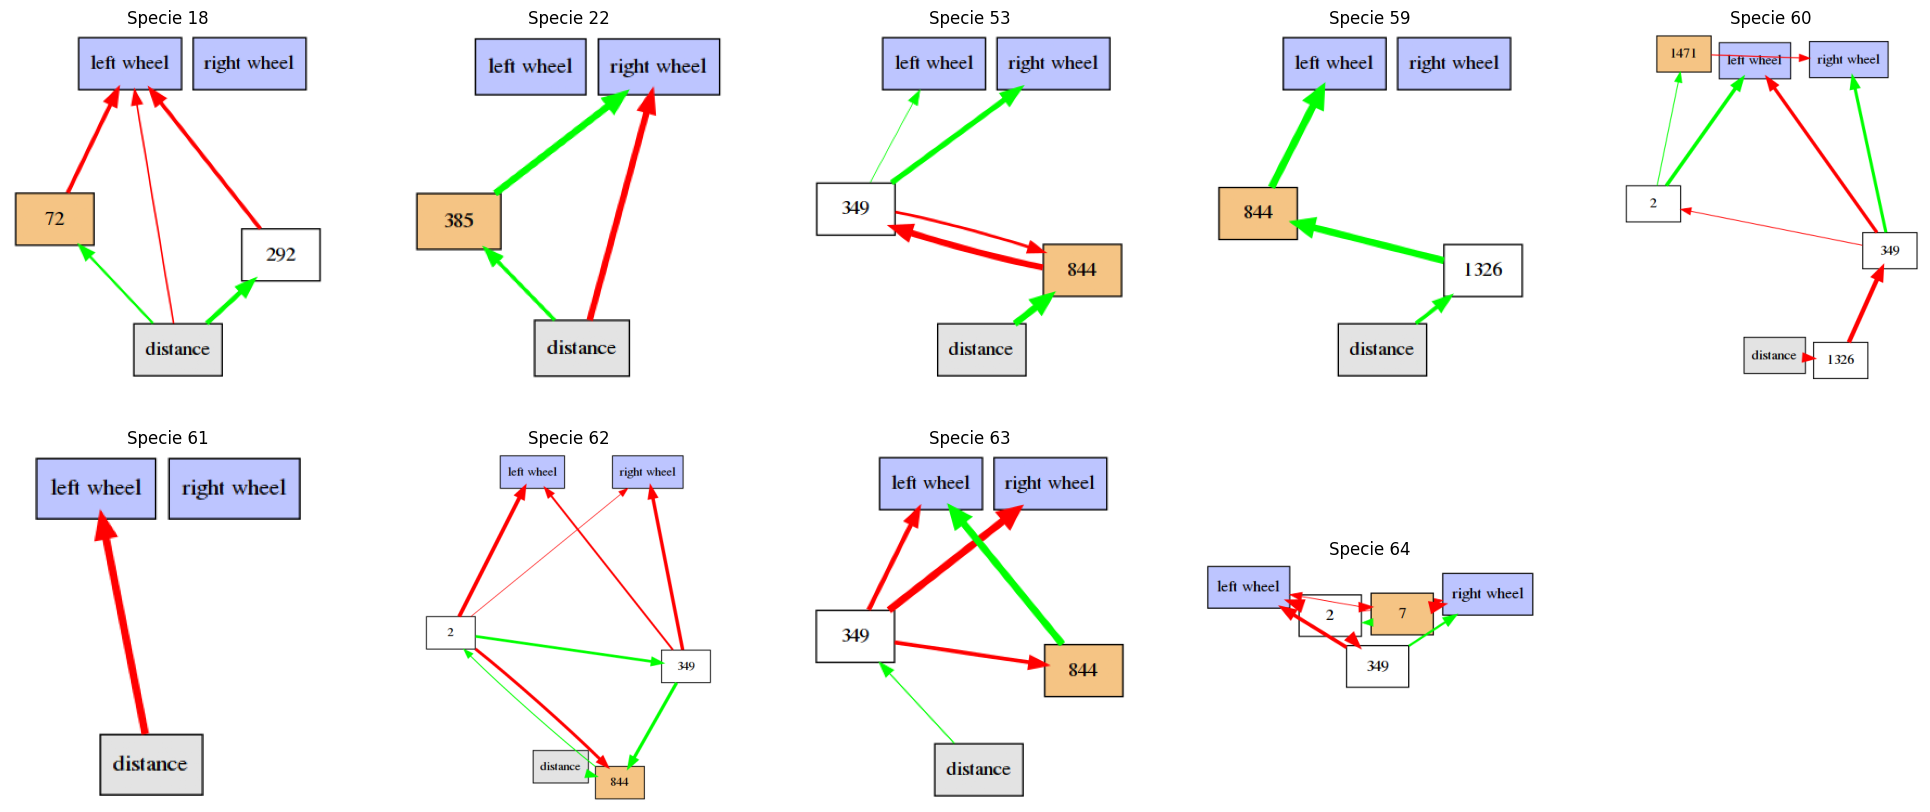 Specie 18
left wheel
right wheel
72
292
distance
Specie 22
left wheel
right wheel
385
distance
Specie 53
left wheel
right wheel
349
844
distance
Specie 59
left wheel
right wheel
844
1326
distance
Specie 60
1471
left wheel
right wheel
2
349
distance
1326
Specie 61
left wheel
right wheel
distance
Specie 62
left wheel
right wheel
2
349
distance
844
Specie 63
left wheel
right wheel
349
844
distance
Specie 64
left wheel
2
7
right wheel
349